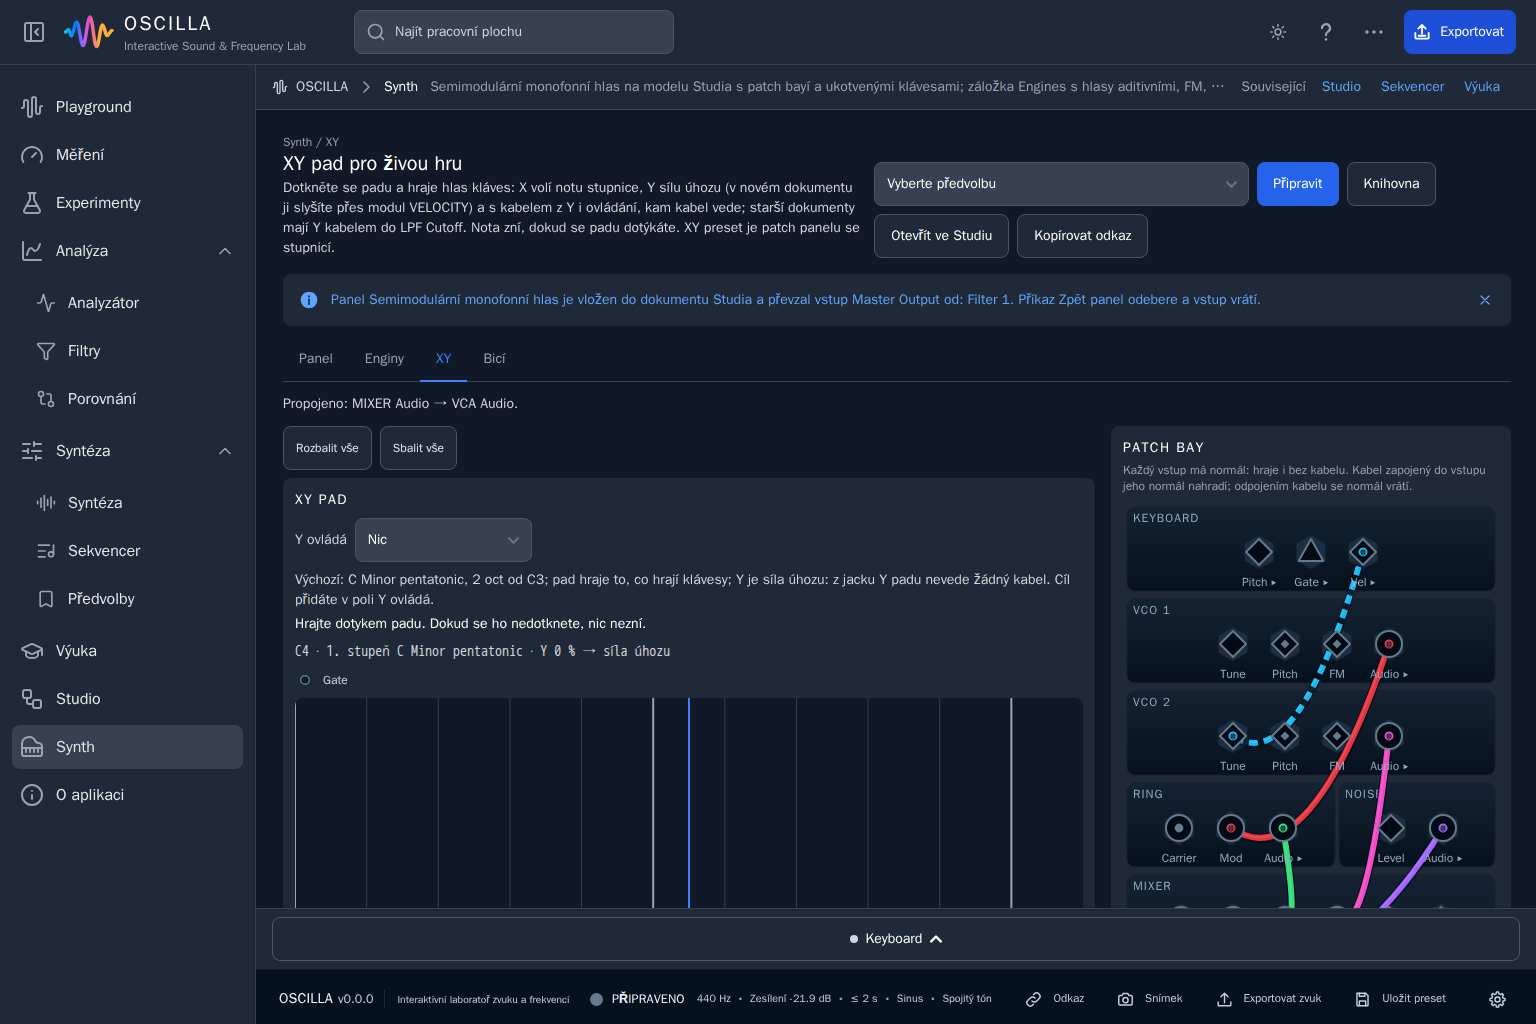 OSCILLA
Interactive Sound & Frequency Lab
Najít pracovní plochu
Exportovat
Playground
Měření
Experimenty
Analýza
Analyzátor
Filtry
Porovnání
Syntéza
Syntéza
Sekvencer
Předvolby
Výuka
Studio
Synth
O aplikaci
OSCILLA > Synth Semimodulární monofonní hlas na modelu Studia s patch bayí a ukotvenými klávesami; záložka Engines s hlasy aditivními, FM, ··· Související Studio Sekvencer Výuka
Synth / XY
XY pad pro živou hru
Dotkněte se padu a hraje hlas kláves: X volí notu stupnice, Y sílu úhozu (v novém dokumentu
ji slyšíte přes modul VELOCITY) a s kabelem z Y i ovládání, kam kabel vede; starší dokumenty
mají Y kabelem do LPF Cutoff. Nota zní, dokud se padu dotýkáte. XY preset je patch panelu se
stupnicí.
Vyberte předvolbu
Připravit
Knihovna
Otevřít ve Studiu
Kopírovat odkaz
Panel Semimodulární monofonní hlas je vložen do dokumentu Studia a převzal vstup Master Output od: Filter 1. Příkaz Zpět panel odebere a vstup vrátí.
Panel Enginy XY Bicí
Propojeno: MIXER Audio → VCA Audio.
Rozbalit vše Sbalit vše
XY PAD
Y ovládá Nic
Výchozí: C Minor pentatonic, 2 oct od C3; pad hraje to, co hrají klávesy; Y je síla úhozu: z jacku Y padu nevede žádný kabel. Cíl
přidáte v poli Y ovládá.
Hrajte dotykem padu. Dokud se ho nedotknete, nic nezní.
C4 · 1. stupeň C Minor pentatonic · Y 0 % → síla úhozu
Gate
PATCH BAY
Každý vstup má normál: hraje i bez kabelu. Kabel zapojený do vstupu
jeho normál nahradí; odpojením kabelu se normál vrátí.
KEYBOARD
Pitch ▸ Gate ▸ Vel ▸
VCO 1
Tune Pitch FM Audio ▸
VCO 2
Tune Pitch FM Audio ▸
RING NOISE
Carrier Mod Audio ▸ Level Audio ▸
MIXER
Keyboard
OSCILLA v0.0.0 Interaktivní laboratoř zvuku a frekvencí PŘIPRAVENO 440 Hz • Zesílení -21.9 dB • ≤ 2 s • Sinus • Spojitý tón Odkaz Snímek Exportovat zvuk Uložit preset